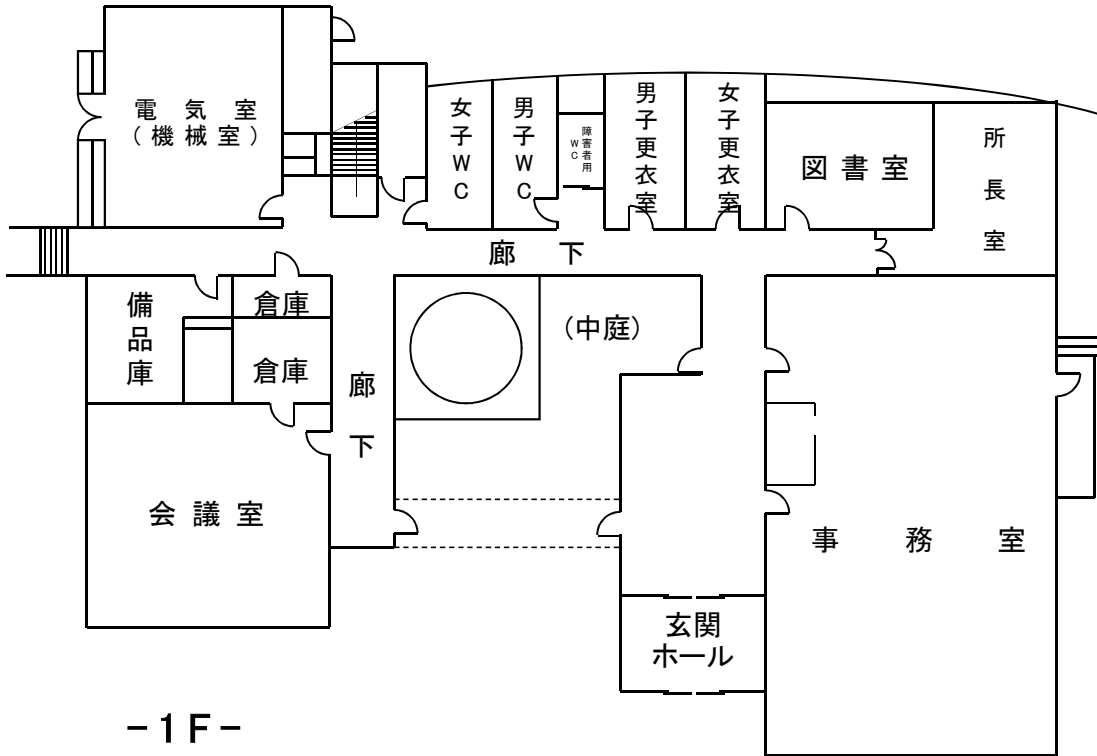 電気室
(機械室)
女子WC
男子WC
障害者用
WC
男子更衣室
女子更衣室
図書室
所長室
廊下
備品庫
倉庫
倉庫
廊下
(中庭)
会議室
事務室
玄関
ホール
-1F-